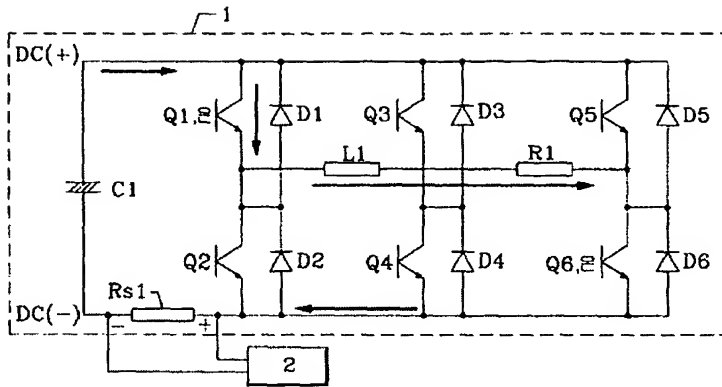 1
DC(+)
Q1, D1 Q3 D3 Q5 D5
L1 R1
C1
Q2 D2 Q4 D4 Q6, D6
Rs1
DC(-) - +
2